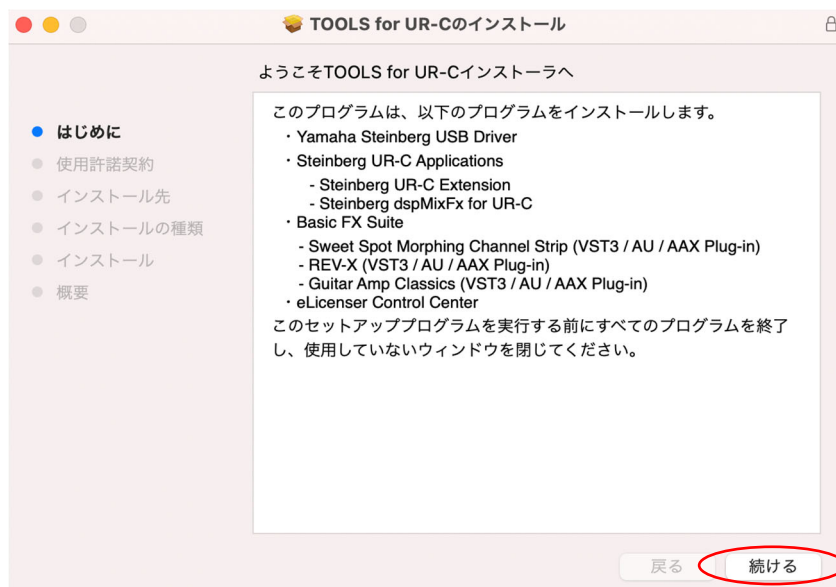 TOOLS for UR-Cのインストール
ようこそTOOLS for UR-Cインストーラへ
はじめに
使用許諾契約
インストール先
インストールの種類
インストール
概要
このプログラムは、以下のプログラムをインストールします。
・Yamaha Steinberg USB Driver
・Steinberg UR-C Applications
- Steinberg UR-C Extension
- Steinberg dspMixFx for UR-C
・Basic FX Suite
- Sweet Spot Morphing Channel Strip (VST3 / AU / AAX Plug-in)
- REV-X (VST3 / AU / AAX Plug-in)
- Guitar Amp Classics (VST3 / AU / AAX Plug-in)
・eLicenser Control Center
このセットアッププログラムを実行する前にすべてのプログラムを終了
し、使用していないウィンドウを閉じてください。
戻る
続ける